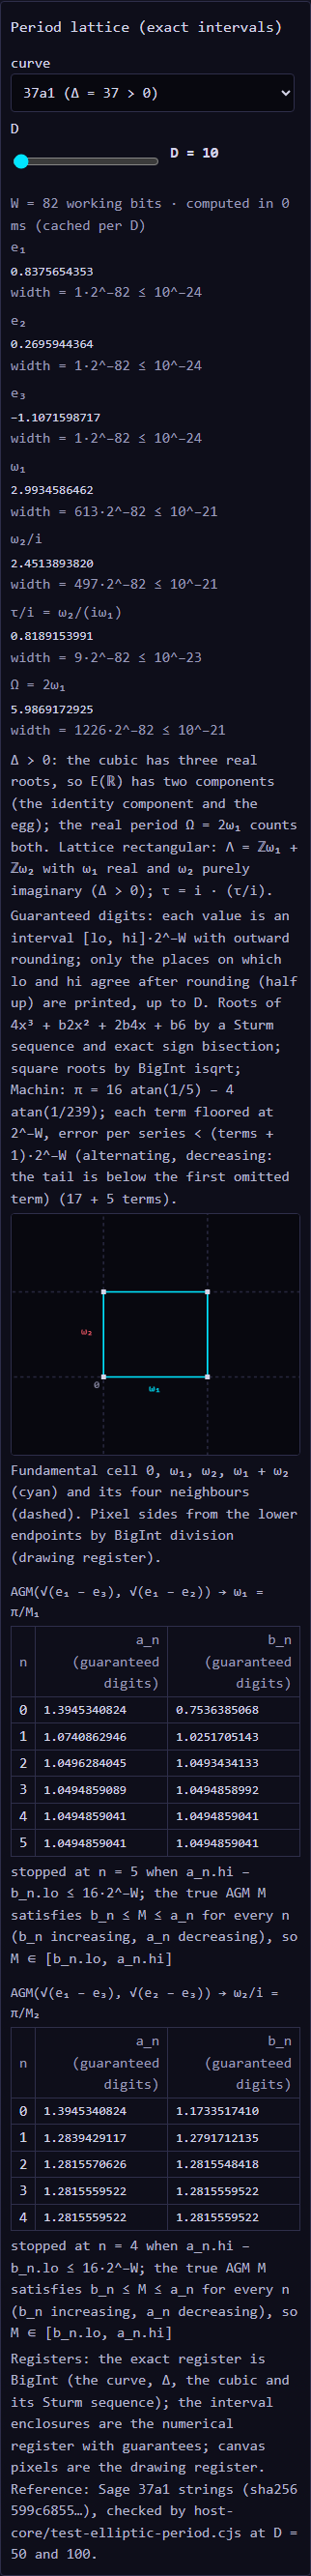 Period lattice (exact intervals)
curve
37a1 (Δ = 37 > 0)
D
D = 10
W = 82 working bits · computed in 0
ms (cached per D)
e₁
0.8375654353
width = 1·2^−82 ≤ 10^−24
e₂
0.2695944364
width = 1·2^−82 ≤ 10^−24
e₃
−1.1071598717
width = 1·2^−82 ≤ 10^−24
ω₁
2.9934586462
width = 613·2^−82 ≤ 10^−21
ω₂/i
2.4513893820
width = 497·2^−82 ≤ 10^−21
τ/i = ω₂/(iω₁)
0.8189153991
width = 9·2^−82 ≤ 10^−23
Ω = 2ω₁
5.9869172925
width = 1226·2^−82 ≤ 10^−21
Δ > 0: the cubic has three real
roots, so E(ℝ) has two components
(the identity component and the
egg); the real period Ω = 2ω₁ counts
both. Lattice rectangular: Λ = ℤω₁ +
ℤω₂ with ω₁ real and ω₂ purely
imaginary (Δ > 0); τ = i · (τ/i).
Guaranteed digits: each value is an
interval [lo, hi]·2^−W with outward
rounding; only the places on which
lo and hi agree after rounding (half
up) are printed, up to D. Roots of
4x³ + b2x² + 2b4x + b6 by a Sturm
sequence and exact sign bisection;
square roots by BigInt isqrt;
Machin: π = 16 atan(1/5) − 4
atan(1/239); each term floored at
2^−W, error per series < (terms +
1)·2^−W (alternating, decreasing:
the tail is below the first omitted
term) (17 + 5 terms).
ω₂
0
ω₁
Fundamental cell 0, ω₁, ω₂, ω₁ + ω₂
(cyan) and its four neighbours
(dashed). Pixel sides from the lower
endpoints by BigInt division
(drawing register).
AGM(√(e₁ − e₃), √(e₁ − e₂)) → ω₁ =
π/M₁
n a_n (guaranteed digits) b_n (guaranteed digits)
0 1.3945340824 0.7536385068
1 1.0740862946 1.0251705143
2 1.0496284045 1.0493434133
3 1.0494859089 1.0494858992
4 1.0494859041 1.0494859041
5 1.0494859041 1.0494859041
stopped at n = 5 when a_n.hi −
b_n.lo ≤ 16·2^−W; the true AGM M
satisfies b_n ≤ M ≤ a_n for every n
(b_n increasing, a_n decreasing), so
M ∈ [b_n.lo, a_n.hi]
AGM(√(e₁ − e₃), √(e₂ − e₃)) → ω₂/i =
π/M₂
n a_n (guaranteed digits) b_n (guaranteed digits)
0 1.3945340824 1.1733517410
1 1.2839429117 1.2791712135
2 1.2815570626 1.2815548418
3 1.2815559522 1.2815559522
4 1.2815559522 1.2815559522
stopped at n = 4 when a_n.hi −
b_n.lo ≤ 16·2^−W; the true AGM M
satisfies b_n ≤ M ≤ a_n for every n
(b_n increasing, a_n decreasing), so
M ∈ [b_n.lo, a_n.hi]
Registers: the exact register is
BigInt (the curve, Δ, the cubic and
its Sturm sequence); the interval
enclosures are the numerical
register with guarantees; canvas
pixels are the drawing register.
Reference: Sage 37a1 strings (sha256
599c6855…), checked by host-
core/test-elliptic-period.cjs at D =
50 and 100.